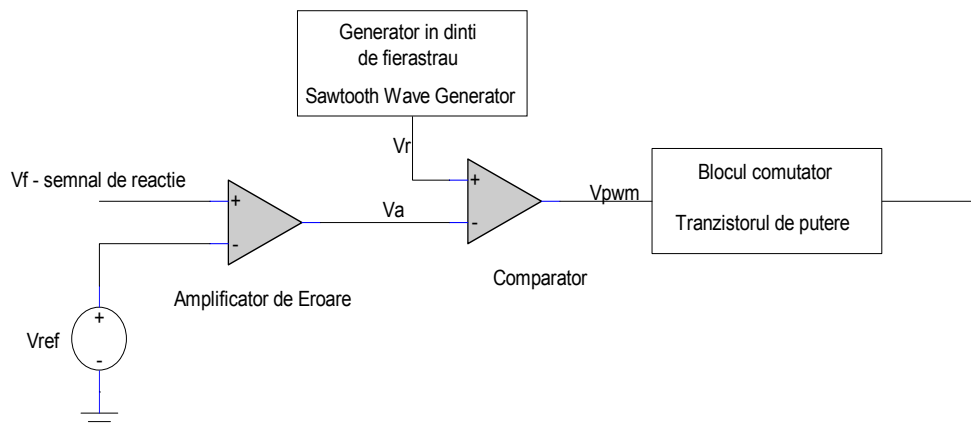 Generator in dinti
de fierastrau
Sawtooth Wave Generator
Vr
Vf - semnal de reactie
+
-
Va
+
-
Vpwm
Blocul comutator
Tranzistorul de putere
Comparator
Amplificator de Eroare
Vref
+
-